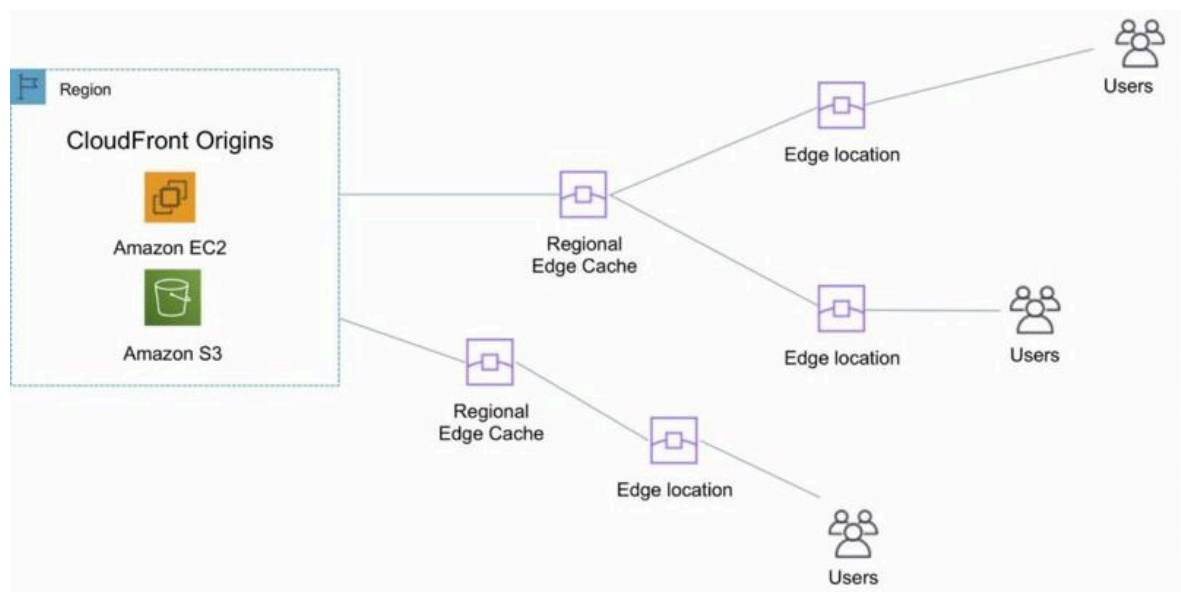 Region
CloudFront Origins
Amazon EC2
Amazon S3
Regional
Edge Cache
Edge location
Users
Edge location
Users
Regional
Edge Cache
Edge location
Users